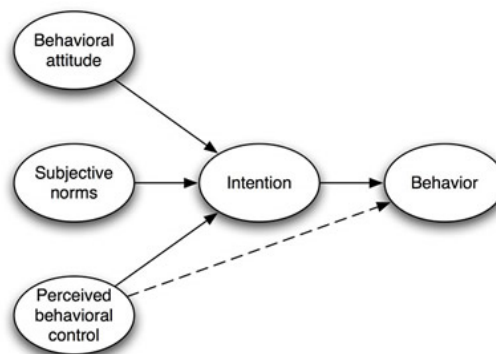 Behavioral
attitude
Subjective
norms
Intention
Behavior
Perceived
behavioral
control